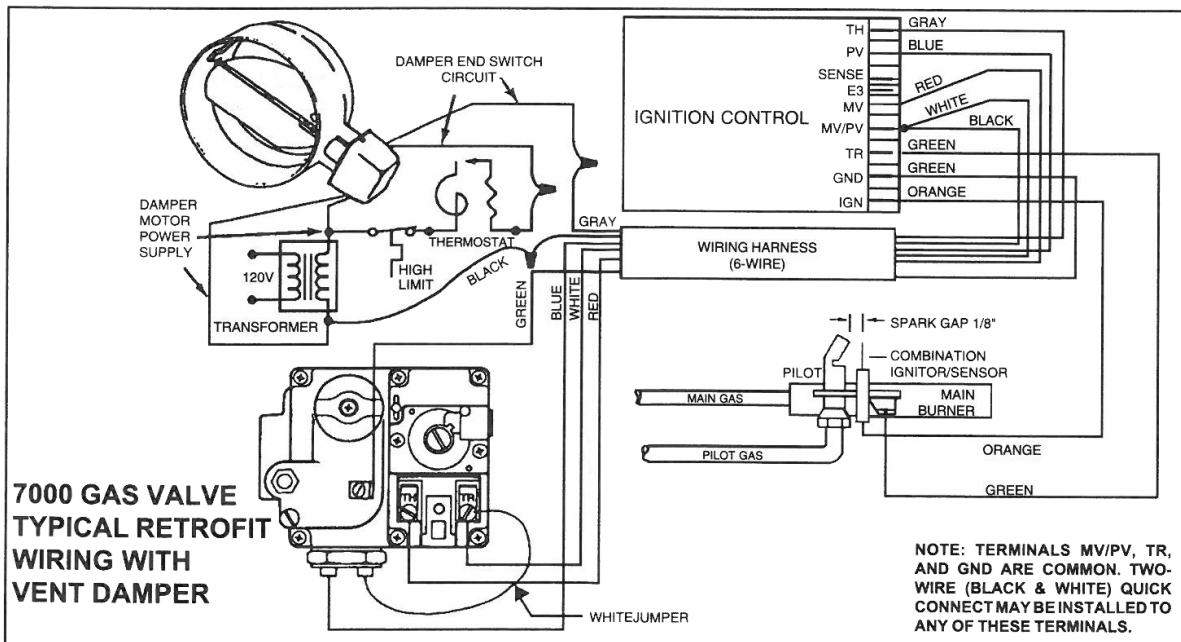 DAMPER END SWITCH
CIRCUIT
DAMPER
MOTOR
POWER
SUPPLY
120V
TRANSFORMER
HIGH
LIMIT
THERMOSTAT
BLACK
GRAY
GREEN
BLUE
WHITE
RED
IGNITION CONTROL
TH
PV
SENSE
E3
MV
MV/PV
TR
GND
IGN
GRAY
BLUE
RED
WHITE
BLACK
GREEN
GREEN
ORANGE
WIRING HARNESS
(6-WIRE)
SPARK GAP 1/8"
COMBINATION
IGNITOR/SENSOR
PILOT
MAIN
BURNER
MAIN GAS
PILOT GAS
ORANGE
GREEN
TH
TR
WHITEJUMPER
7000 GAS VALVE
TYPICAL RETROFIT
WIRING WITH
VENT DAMPER
NOTE: TERMINALS MV/PV, TR,
AND GND ARE COMMON. TWO-
WIRE (BLACK & WHITE) QUICK
CONNECT MAY BE INSTALLED TO
ANY OF THESE TERMINALS.